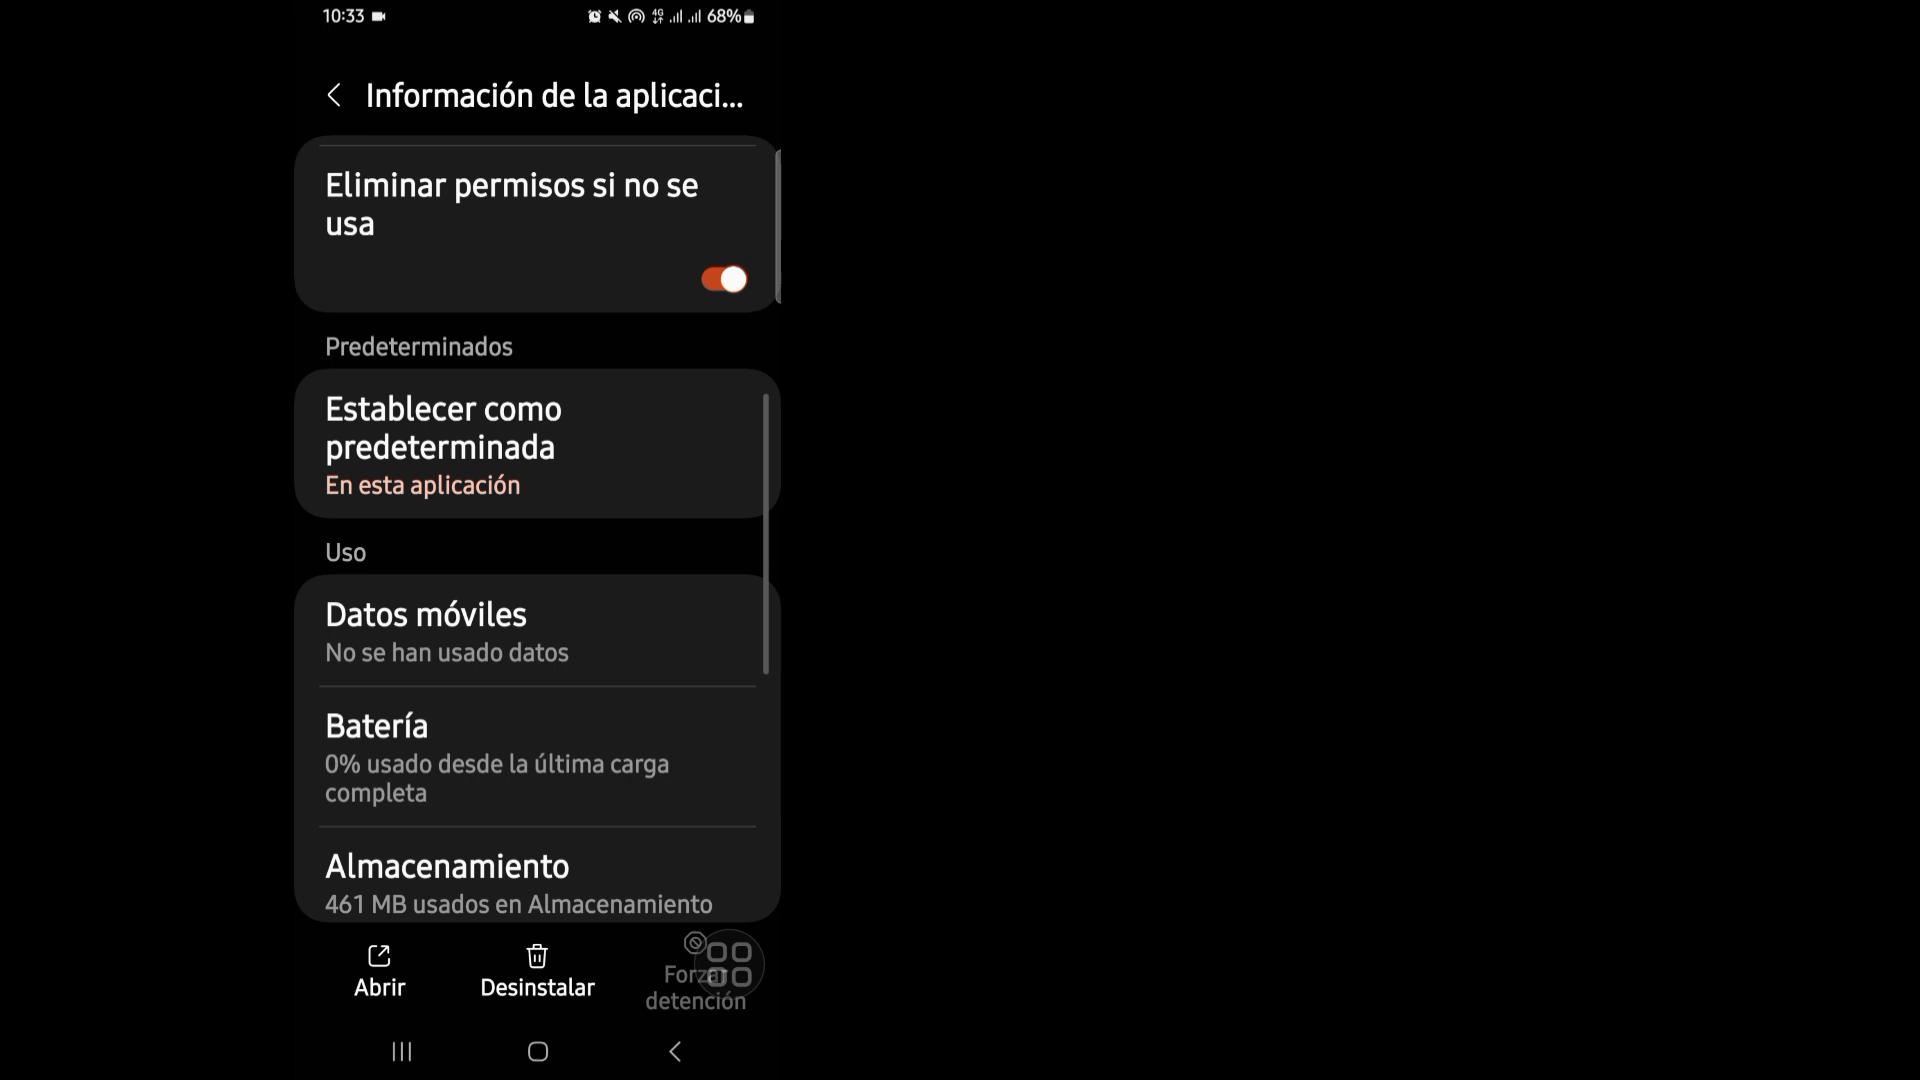 10:33
4G
68%
Información de la aplicaci...
Eliminar permisos si no se
usa
Predeterminados
Establecer como
predeterminada
En esta aplicación
Uso
Datos móviles
No se han usado datos
Batería
0% usado desde la última carga
completa
Almacenamiento
461 MB usados en Almacenamiento
Abrir
Desinstalar
Forzar
detención